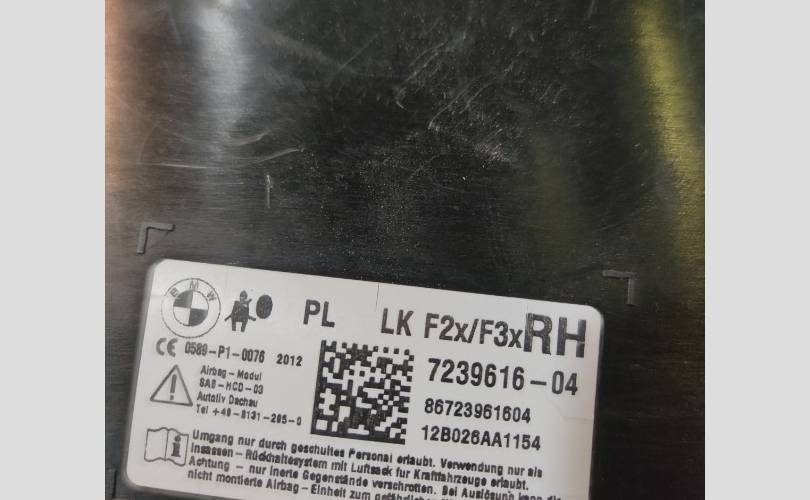 BMW
PL LK F2x/F3x RH
CE 0589-P1-0076 2012
7239616-04
Airbag-Modul
SAB-HCD-03
Autoliv Dachau
Tel +49-8131-295-0
86723961604
12B026AA1154
Umgang nur durch geschultes Personal erlaubt. Verwendung nur als
Insassen-Rückhaltesystem mit Luftsack für Kraftfahrzeuge erlaubt.
Achtung - nur inerte Gegenstände verschrotten. Bei Auslösung kann die
nicht montierte Airbag-Einheit zum gefährlichen